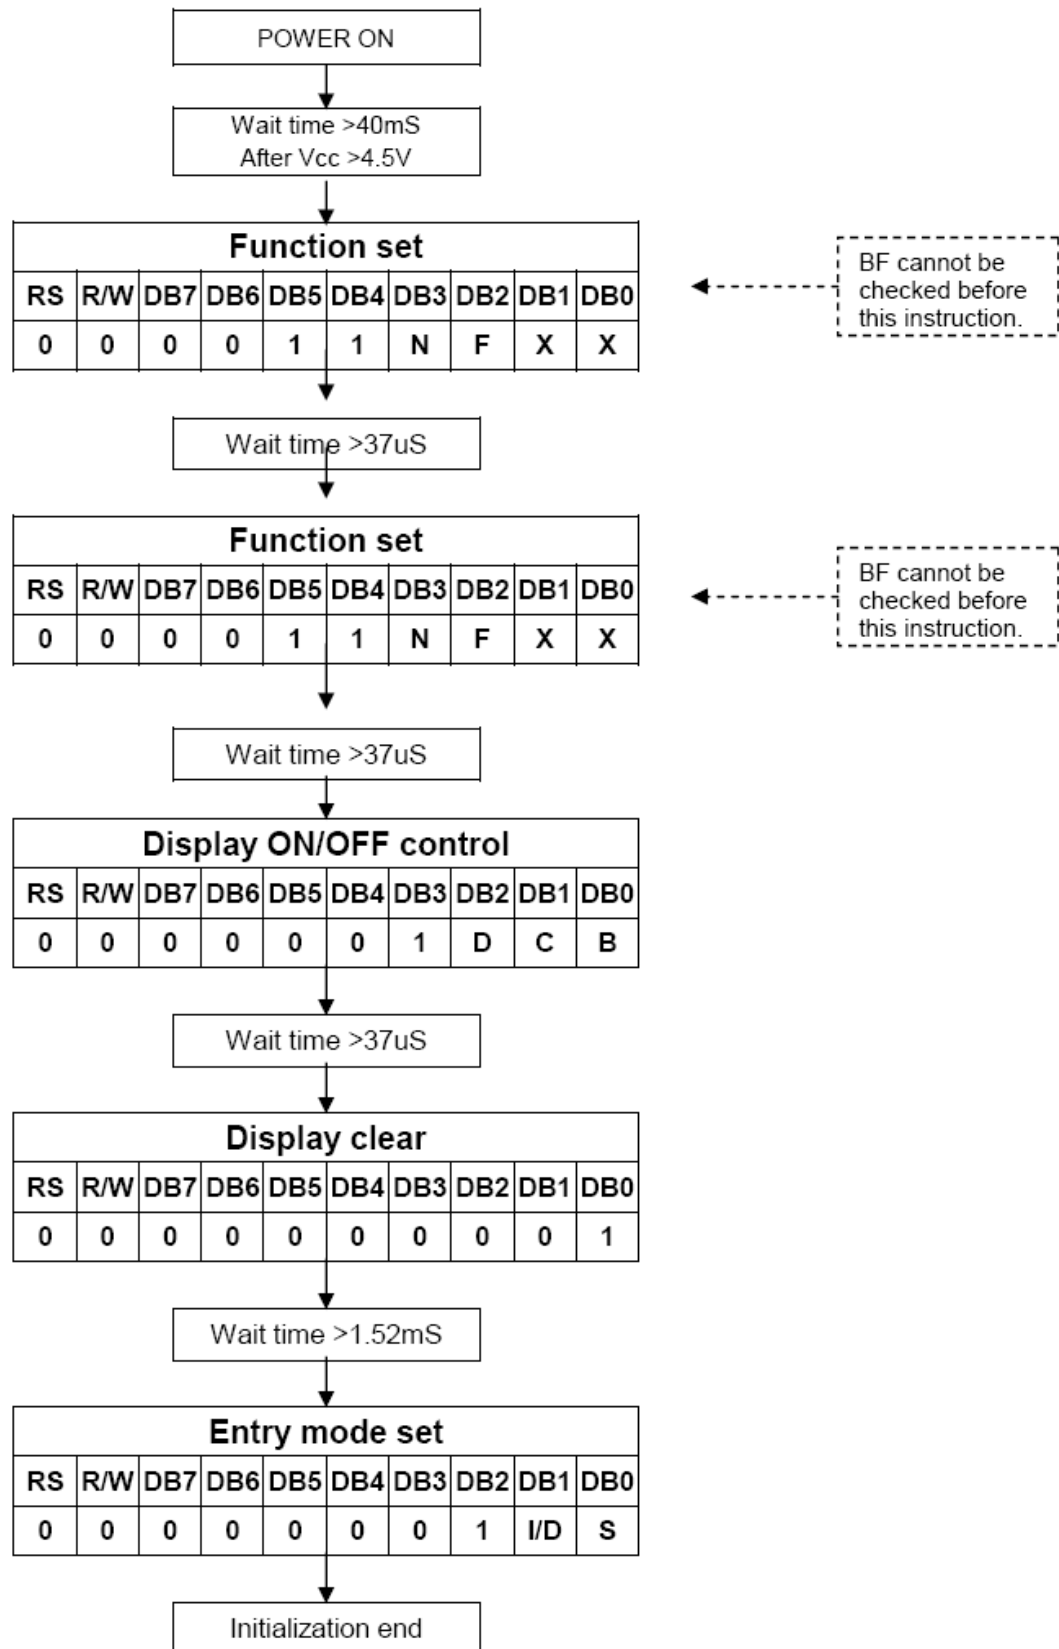 POWER ON
Wait time >40mS
After Vcc >4.5V
Function set
RS R/W DB7 DB6 DB5 DB4 DB3 DB2 DB1 DB0
0 0 0 0 1 1 N F X X
BF cannot be
checked before
this instruction.
Wait time >37uS
Function set
RS R/W DB7 DB6 DB5 DB4 DB3 DB2 DB1 DB0
0 0 0 0 1 1 N F X X
BF cannot be
checked before
this instruction.
Wait time >37uS
Display ON/OFF control
RS R/W DB7 DB6 DB5 DB4 DB3 DB2 DB1 DB0
0 0 0 0 0 0 1 D C B
Wait time >37uS
Display clear
RS R/W DB7 DB6 DB5 DB4 DB3 DB2 DB1 DB0
0 0 0 0 0 0 0 0 0 1
Wait time >1.52mS
Entry mode set
RS R/W DB7 DB6 DB5 DB4 DB3 DB2 DB1 DB0
0 0 0 0 0 0 0 1 I/D S
Initialization end